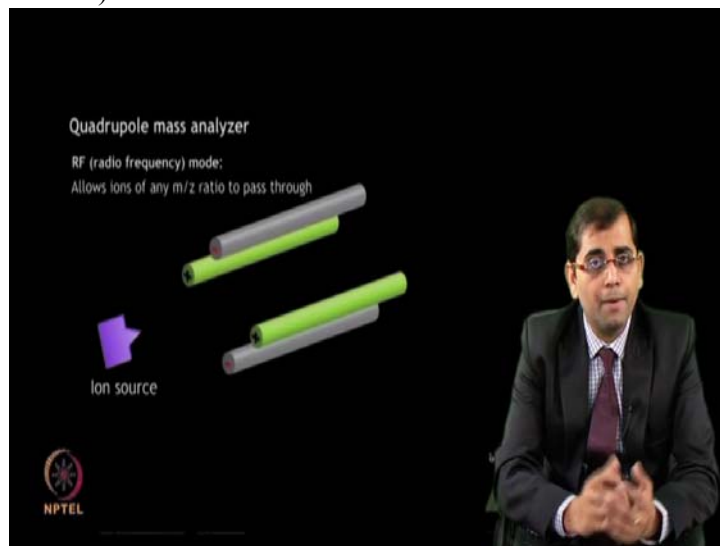 Quadrupole mass analyzer
RF (radio frequency) mode:
Allows ions of any m/z ratio to pass through
Ion source
NPTEL